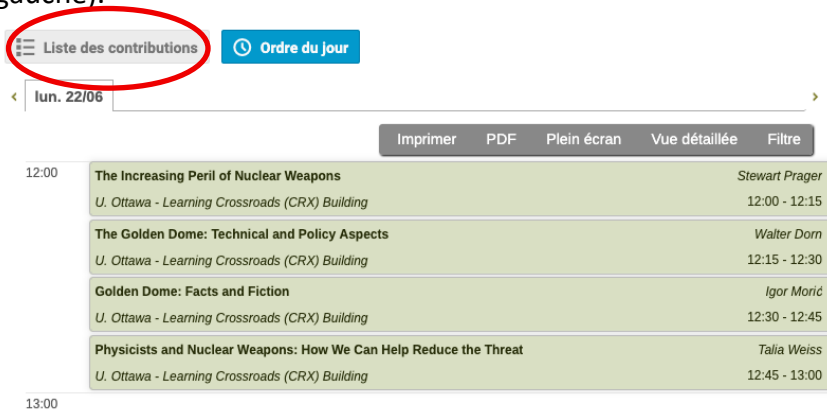 gauche).
Liste des contributions Ordre du jour
lun. 22/06
Imprimer PDF Plein écran Vue détaillée Filtre
12:00 The Increasing Peril of Nuclear Weapons Stewart Prager
U. Ottawa - Learning Crossroads (CRX) Building 12:00 - 12:15
The Golden Dome: Technical and Policy Aspects Walter Dorn
U. Ottawa - Learning Crossroads (CRX) Building 12:15 - 12:30
Golden Dome: Facts and Fiction Igor Morić
U. Ottawa - Learning Crossroads (CRX) Building 12:30 - 12:45
Physicists and Nuclear Weapons: How We Can Help Reduce the Threat Talia Weiss
U. Ottawa - Learning Crossroads (CRX) Building 12:45 - 13:00
13:00